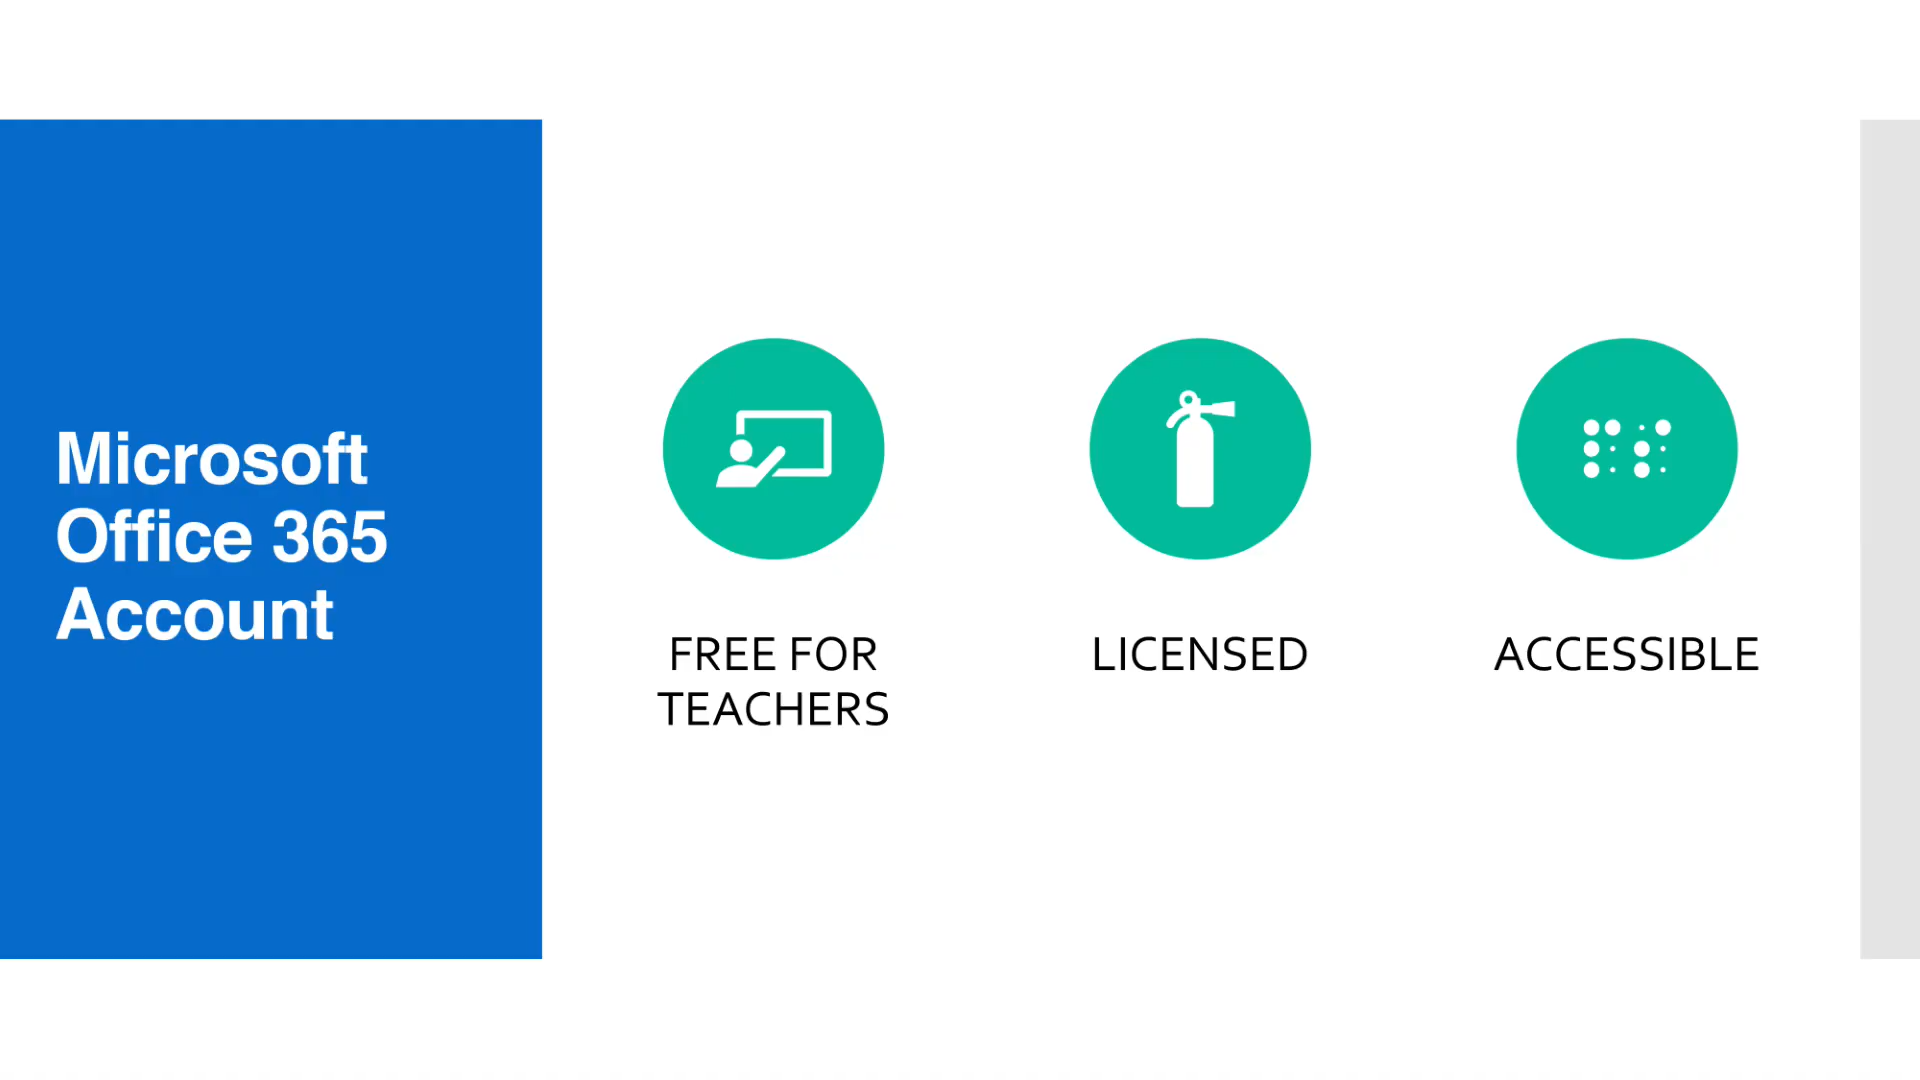 Microsoft
Office 365
Account
FREE FOR
TEACHERS
LICENSED
ACCESSIBLE